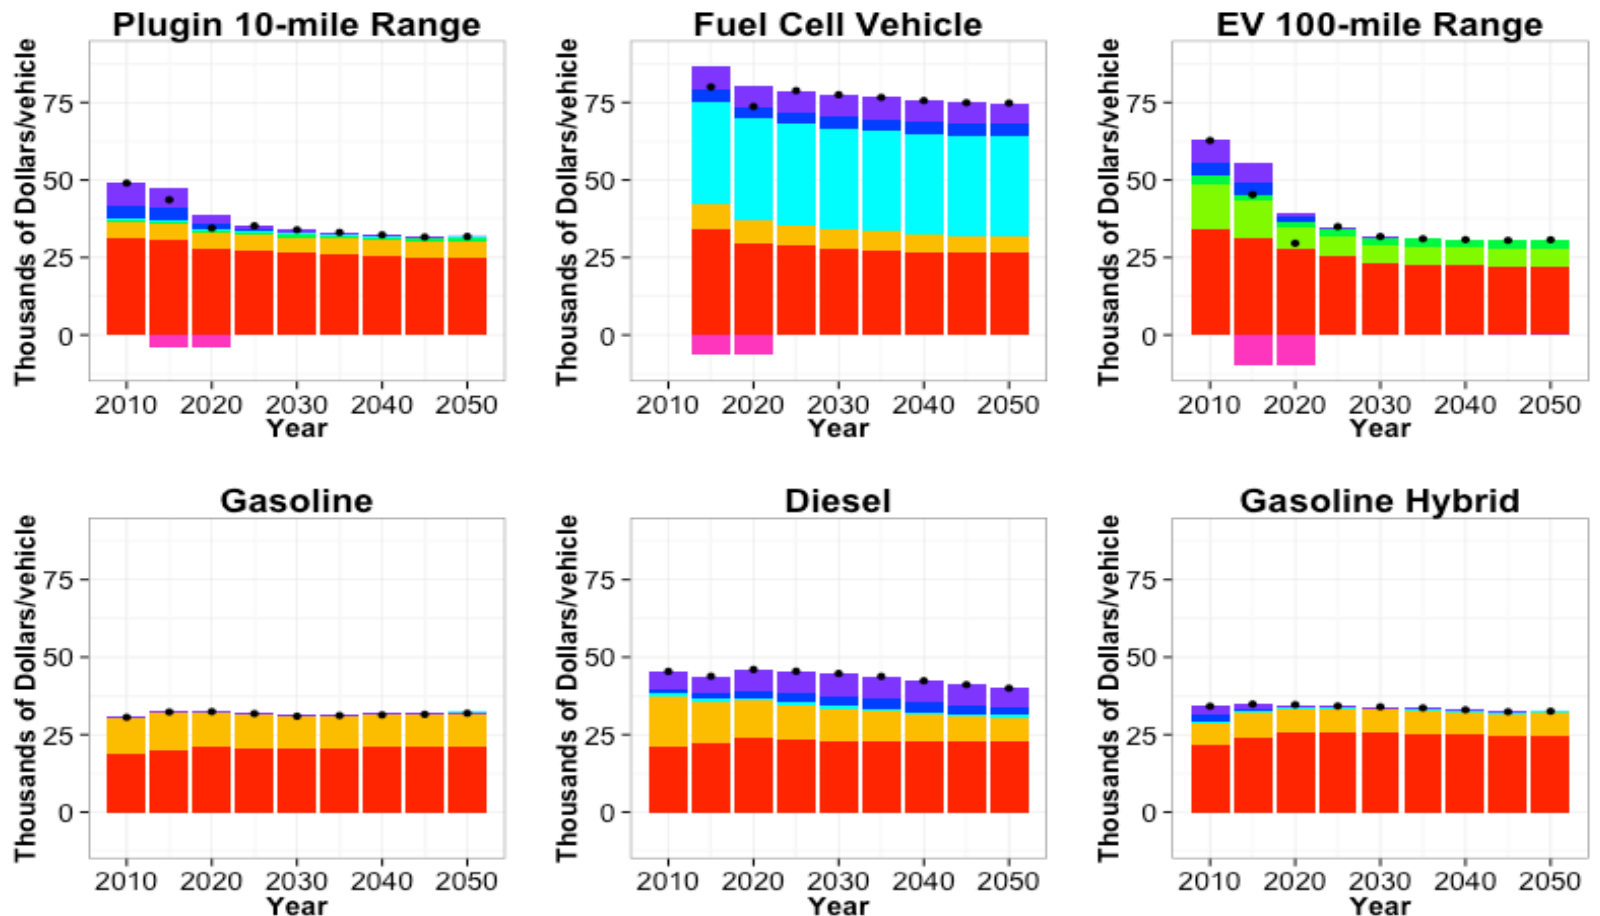 Plugin 10-mile Range
Thousands of Dollars/vehicle
75
50
25
0
2010 2020 2030 2040 2050
Year
Fuel Cell Vehicle
Thousands of Dollars/vehicle
75
50
25
0
2010 2020 2030 2040 2050
Year
EV 100-mile Range
Thousands of Dollars/vehicle
75
50
25
0
2010 2020 2030 2040 2050
Year
Gasoline
Thousands of Dollars/vehicle
75
50
25
0
2010 2020 2030 2040 2050
Year
Diesel
Thousands of Dollars/vehicle
75
50
25
0
2010 2020 2030 2040 2050
Year
Gasoline Hybrid
Thousands of Dollars/vehicle
75
50
25
0
2010 2020 2030 2040 2050
Year